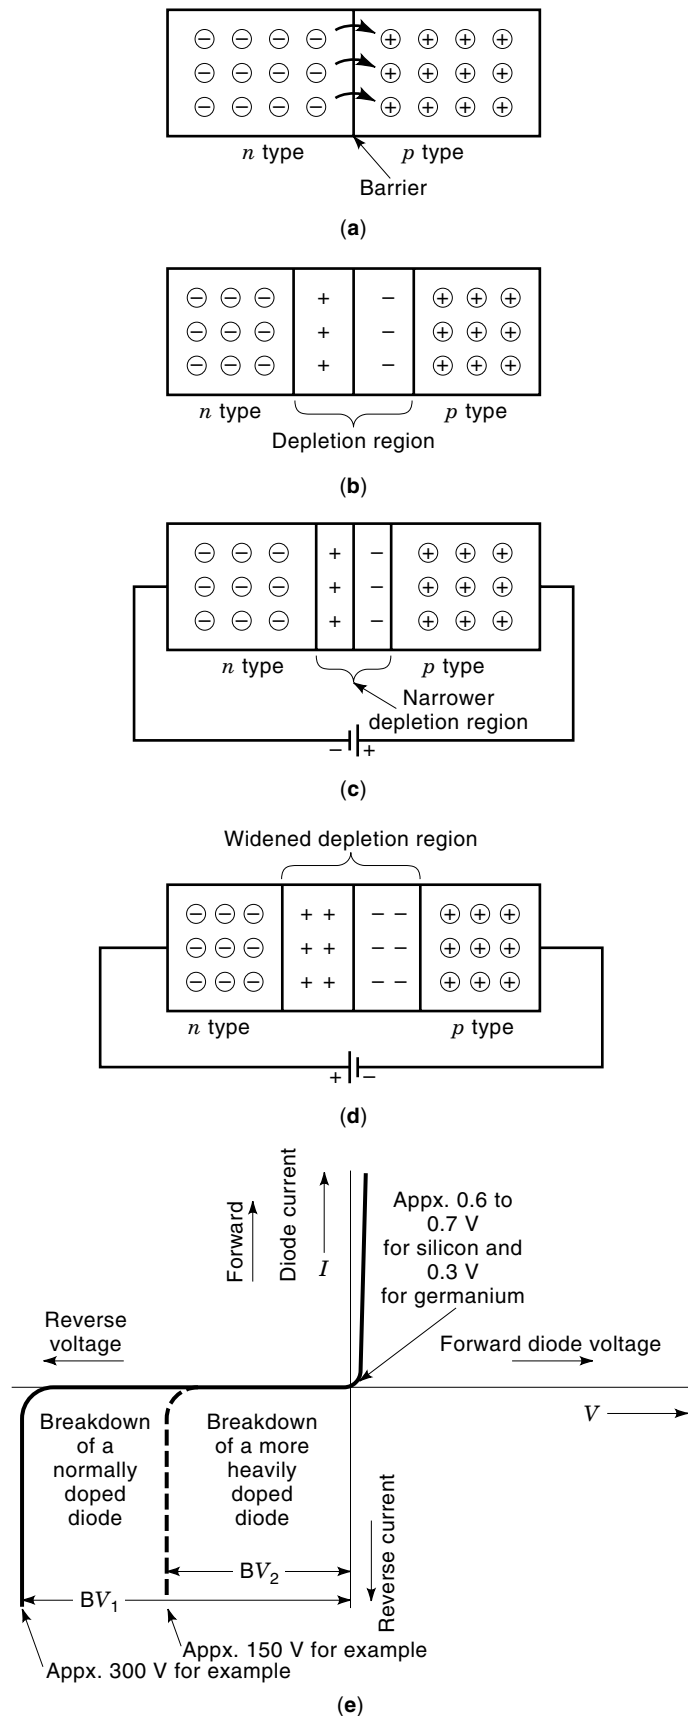 n type
p type
Barrier
(a)
n type
p type
Depletion region
(b)
n type
p type
Narrower
depletion region
− +
(c)
Widened depletion region
n type
p type
+ −
(d)
Forward
Diode current
I
Appx. 0.6 to
0.7 V
for silicon and
0.3 V
for germanium
Reverse
voltage
Forward diode voltage
V
Breakdown
of a
normally
doped
diode
Breakdown
of a more
heavily
doped
diode
Reverse current
BV₂
BV₁
Appx. 150 V for example
Appx. 300 V for example
(e)